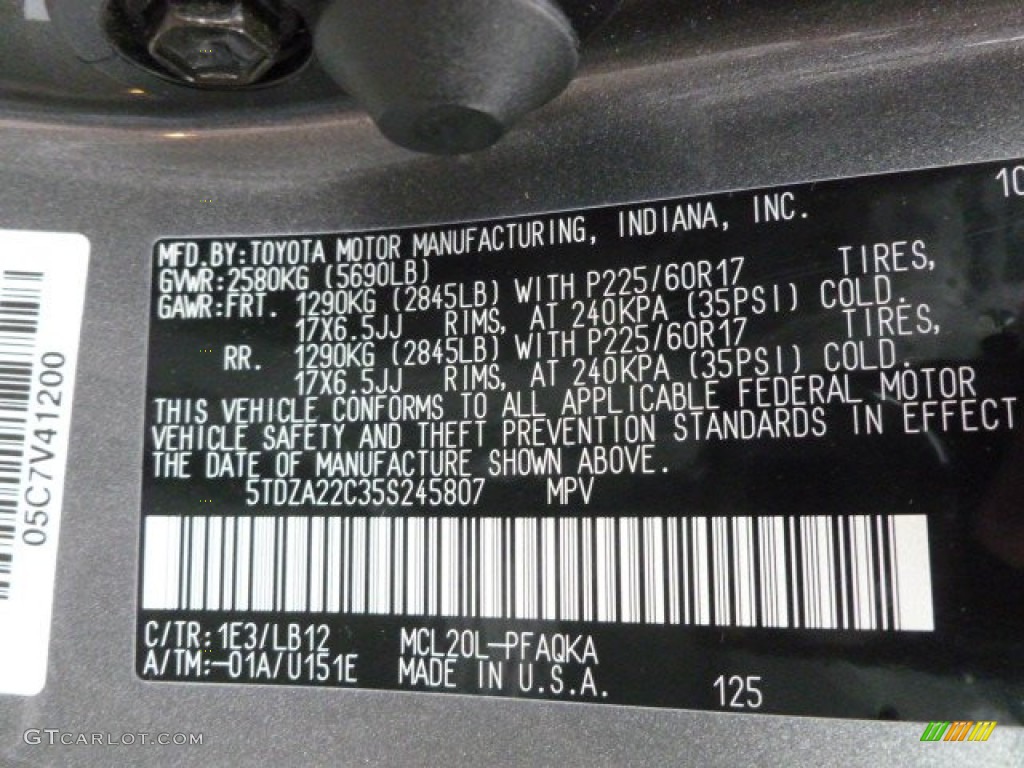 10
MFD.BY:TOYOTA MOTOR MANUFACTURING, INDIANA, INC.
GVWR:2580KG (5690LB)
GAWR:FRT. 1290KG (2845LB) WITH P225/60R17 TIRES,
17X6.5JJ RIMS, AT 240KPA (35PSI) COLD.
RR. 1290KG (2845LB) WITH P225/60R17 TIRES,
17X6.5JJ RIMS, AT 240KPA (35PSI) COLD.
THIS VEHICLE CONFORMS TO ALL APPLICABLE FEDERAL MOTOR
VEHICLE SAFETY AND THEFT PREVENTION STANDARDS IN EFFECT
THE DATE OF MANUFACTURE SHOWN ABOVE.
5TDZA22C35S245807 MPV
C/TR:1E3/LB12 MCL20L-PFAQKA
A/TM:-01A/U151E MADE IN U.S.A.
125
05C7V41200
GTCARLOT.COM